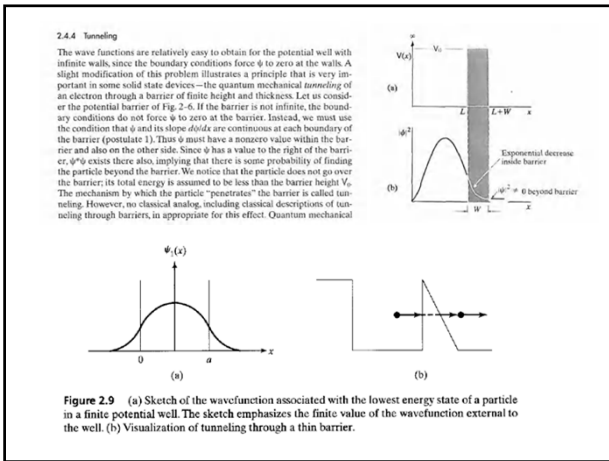 2.4.4 Tunneling
The wave functions are relatively easy to obtain for the potential well with
infinite walls, since the boundary conditions force ψ to zero at the walls. A
slight modification of this problem illustrates a principle that is very im-
portant in some solid state devices—the quantum mechanical tunneling of
an electron through a barrier of finite height and thickness. Let us consid-
er the potential barrier of Fig. 2-6. If the barrier is not infinite, the bound-
ary conditions do not force ψ to zero at the barrier. Instead, we must use
the condition that ψ and its slope dψ/dx are continuous at each boundary of
the barrier (postulate 1). Thus ψ must have a nonzero value within the bar-
rier and also on the other side. Since ψ has a value to the right of the barri-
er, ψ*ψ exists there also, implying that there is some probability of finding
the particle beyond the barrier. We notice that the particle does not go over
the barrier; its total energy is assumed to be less than the barrier height V₀.
The mechanism by which the particle "penetrates" the barrier is called tun-
neling. However, no classical analog, including classical descriptions of tun-
neling through barriers, in appropriate for this effect. Quantum mechanical
∞
V(x)
V₀
(a)
L
L+W
x
|ψ|²
Exponential decrease
inside barrier
(b)
|ψ|² ≠ 0 beyond barrier
W
x
ψ₁(x)
0
a
x
(a)
(b)
Figure 2.9 (a) Sketch of the wavefunction associated with the lowest energy state of a particle
in a finite potential well. The sketch emphasizes the finite value of the wavefunction external to
the well. (b) Visualization of tunneling through a thin barrier.